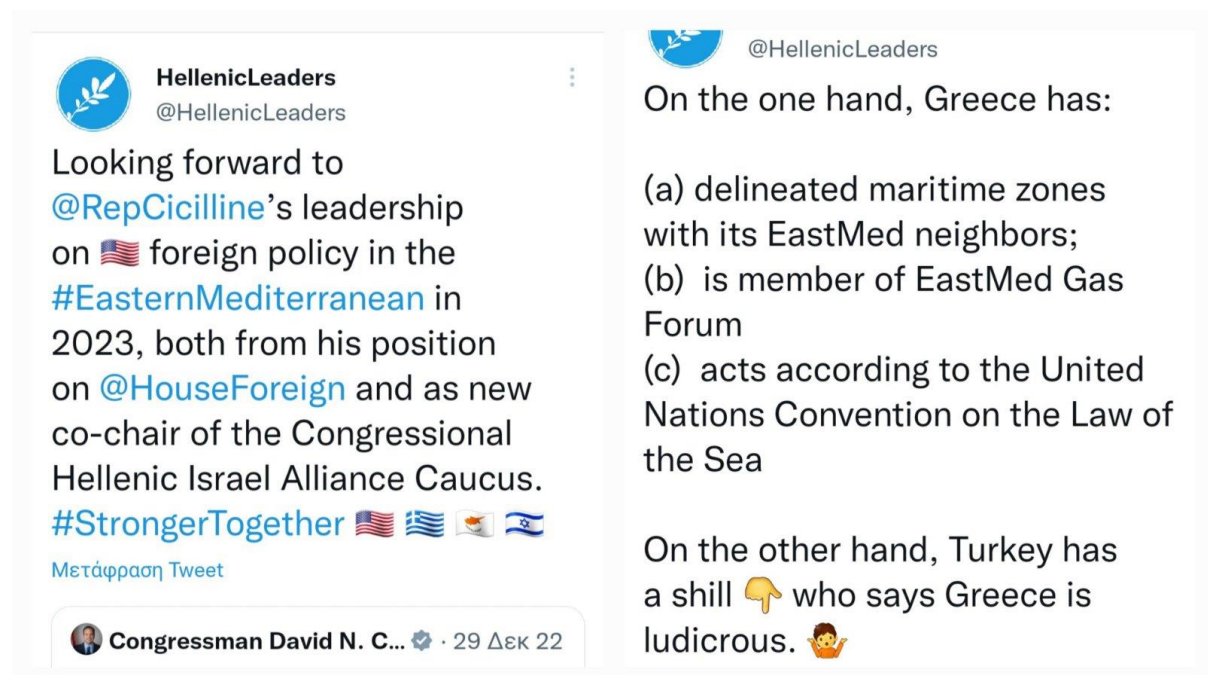 HellenicLeaders
@HellenicLeaders
Looking forward to
@RepCicilline's leadership
on 🇺🇸 foreign policy in the
#EasternMediterranean in
2023, both from his position
on @HouseForeign and as new
co-chair of the Congressional
Hellenic Israel Alliance Caucus.
#StrongerTogether 🇺🇸 🇬🇷 🇨🇾 🇮🇱
Μετάφραση Tweet
Congressman David N. C... · 29 Δεκ 22
@HellenicLeaders
On the one hand, Greece has:
(a) delineated maritime zones
with its EastMed neighbors;
(b) is member of EastMed Gas
Forum
(c) acts according to the United
Nations Convention on the Law of
the Sea
On the other hand, Turkey has
a shill 👇 who says Greece is
ludicrous. 🤷